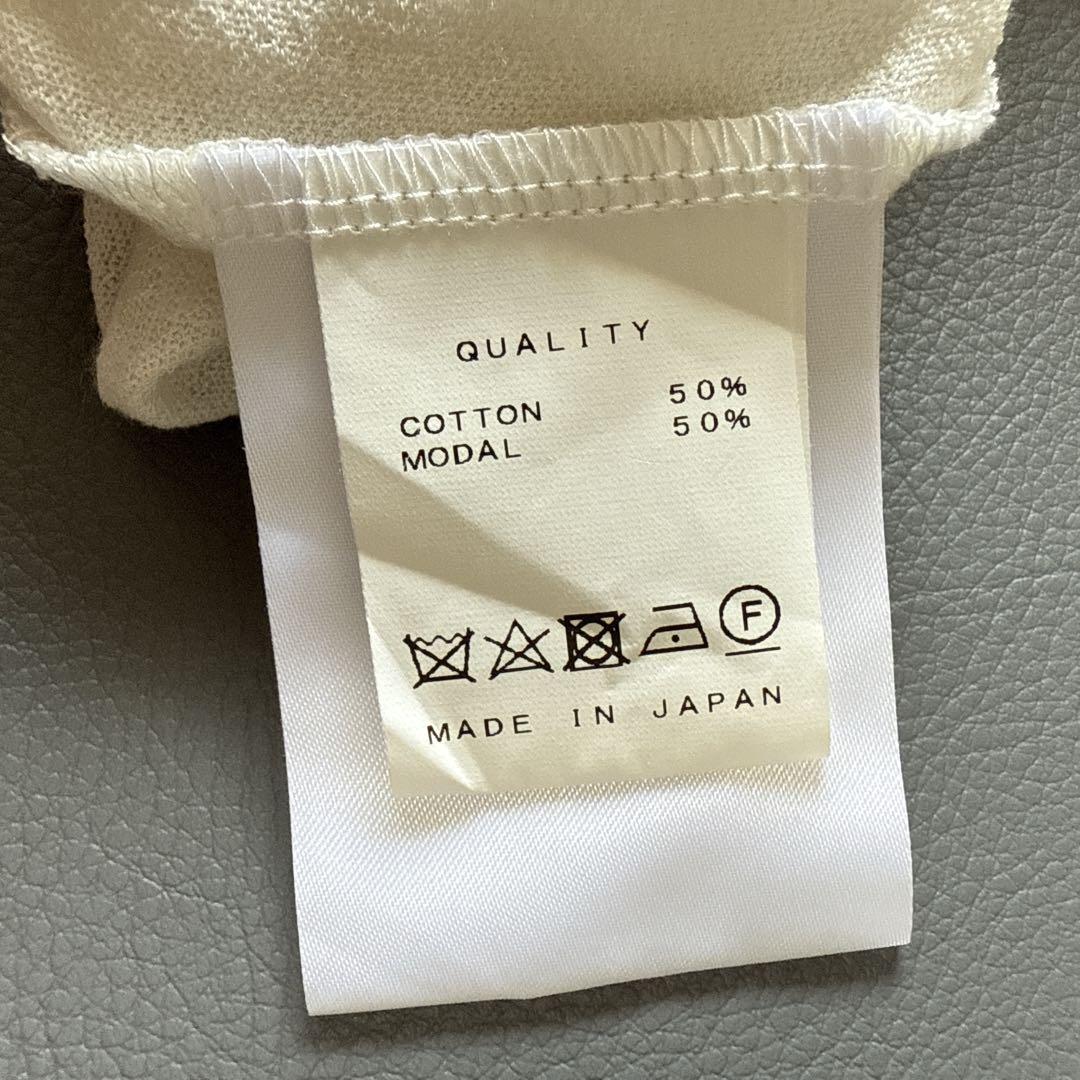 QUALITY
COTTON 50%
MODAL 50%
F
MADE IN JAPAN